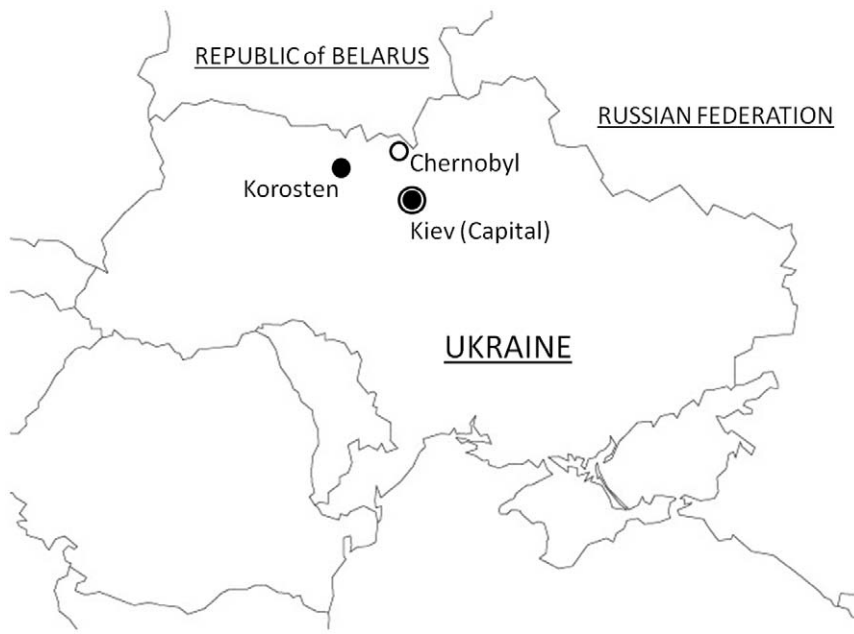 REPUBLIC of BELARUS
RUSSIAN FEDERATION
Chernobyl
Korosten
Kiev (Capital)
UKRAINE